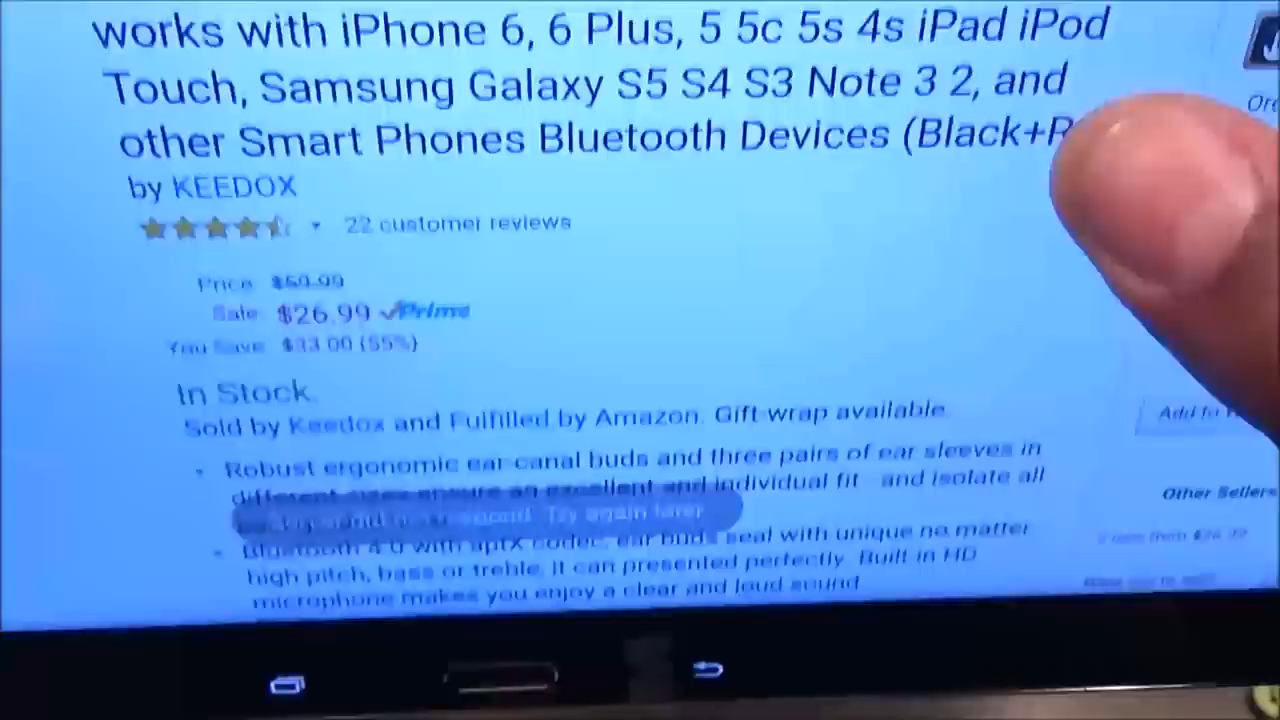 works with iPhone 6, 6 Plus, 5 5c 5s 4s iPad iPod
Touch, Samsung Galaxy S5 S4 S3 Note 3 2, and
other Smart Phones Bluetooth Devices (Black+R
by KEEDOX
22 customer reviews
Price: $59.99
Sale: $26.99 Prime
You Save: $33.00 (55%)
In Stock.
Sold by Keedox and Fulfilled by Amazon. Gift-wrap available.
Add to
Robust ergonomic ear-canal buds and three pairs of ear sleeves in
different sizes ensure an excellent and individual fit - and isolate all
Other Sellers
background Try again later
Bluetooth 4.0 with aptX codec, ear buds seal with unique no matter
high pitch, bass or treble, it can presented perfectly. Built in HD
microphone makes you enjoy a clear and loud sound